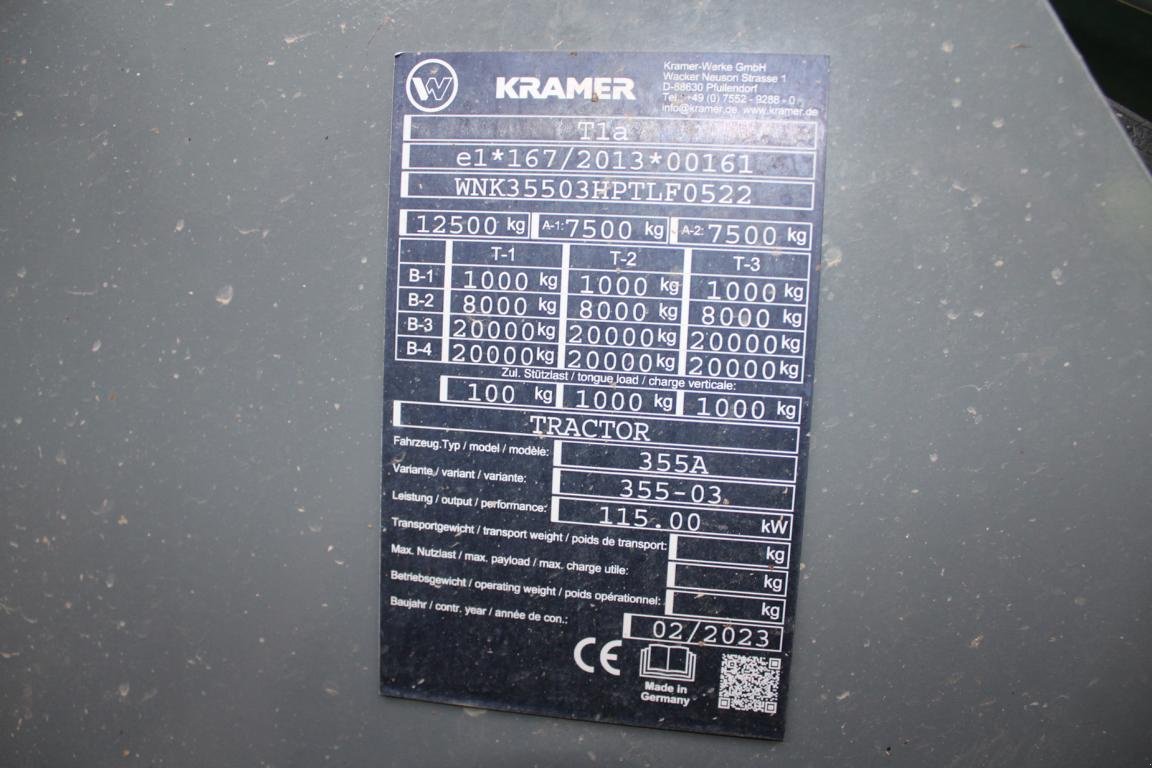 KRAMER
Kramer-Werke GmbH
Wacker Neuson Strasse 1
D-88630 Pfullendorf
Tel.: +49 (0) 7552 - 9288 - 0
info@kramer.de www.kramer.de
T1a
e1*167/2013*00161
WNK35503HPTLF0522
12500 kg A-1: 7500 kg A-2: 7500 kg
T-1 T-2 T-3
B-1 1000 kg 1000 kg 1000 kg
B-2 8000 kg 8000 kg 8000 kg
B-3 20000 kg 20000 kg 20000 kg
B-4 20000 kg 20000 kg 20000 kg
Zul. Stützlast / tongue load / charge verticale:
100 kg 1000 kg 1000 kg
TRACTOR
Fahrzeug.Typ / model / modèle: 355A
Variante / variant / variante: 355-03
Leistung / output / performance: 115.00 kW
Transportgewicht / transport weight / poids de transport: kg
Max. Nutzlast / max. payload / max. charge utile: kg
Betriebsgewicht / operating weight / poids opérationnel: kg
Baujahr / contr. year / année de con.: 02/2023
CE
Made in
Germany